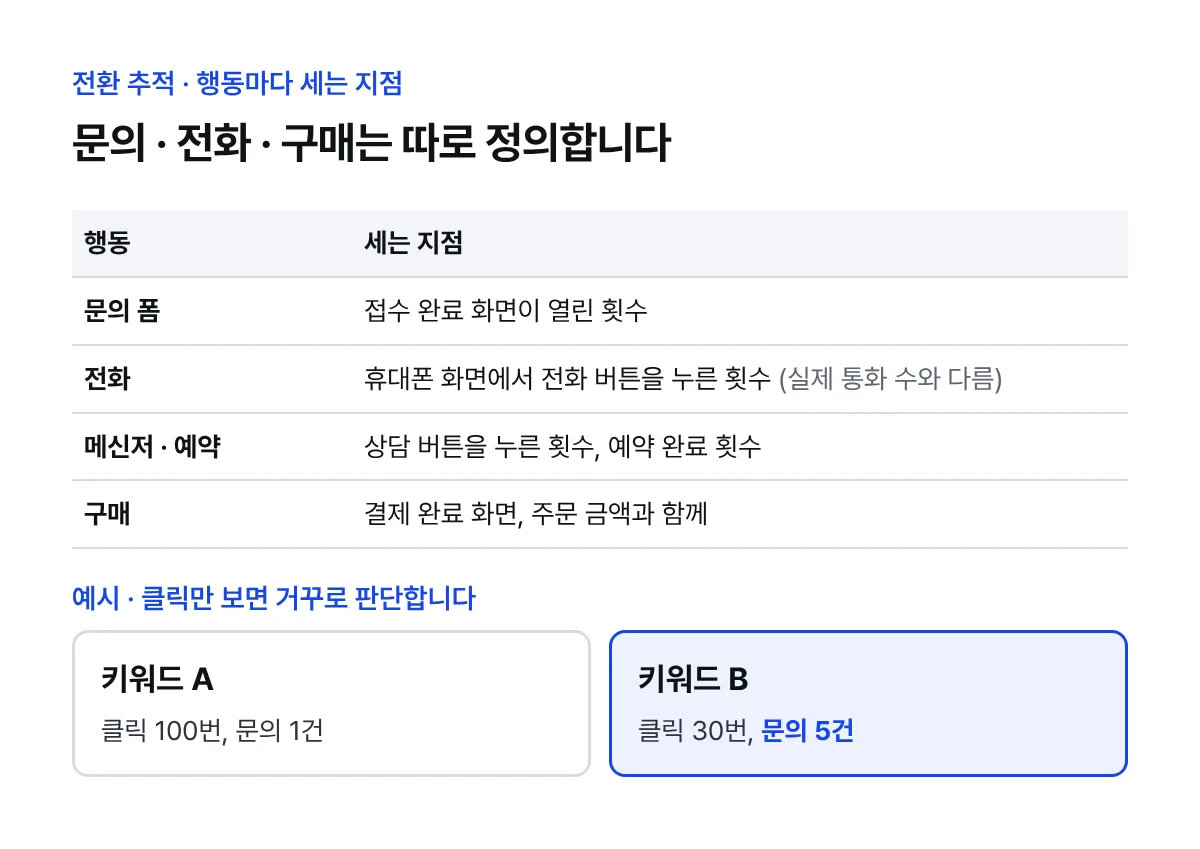 전환 추적 · 행동마다 세는 지점
문의 · 전화 · 구매는 따로 정의합니다
행동 세는 지점
문의 폼 접수 완료 화면이 열린 횟수
전화 휴대폰 화면에서 전화 버튼을 누른 횟수 (실제 통화 수와 다름)
메신저 · 예약 상담 버튼을 누른 횟수, 예약 완료 횟수
구매 결제 완료 화면, 주문 금액과 함께
예시 · 클릭만 보면 거꾸로 판단합니다
키워드 A
클릭 100번, 문의 1건
키워드 B
클릭 30번, 문의 5건